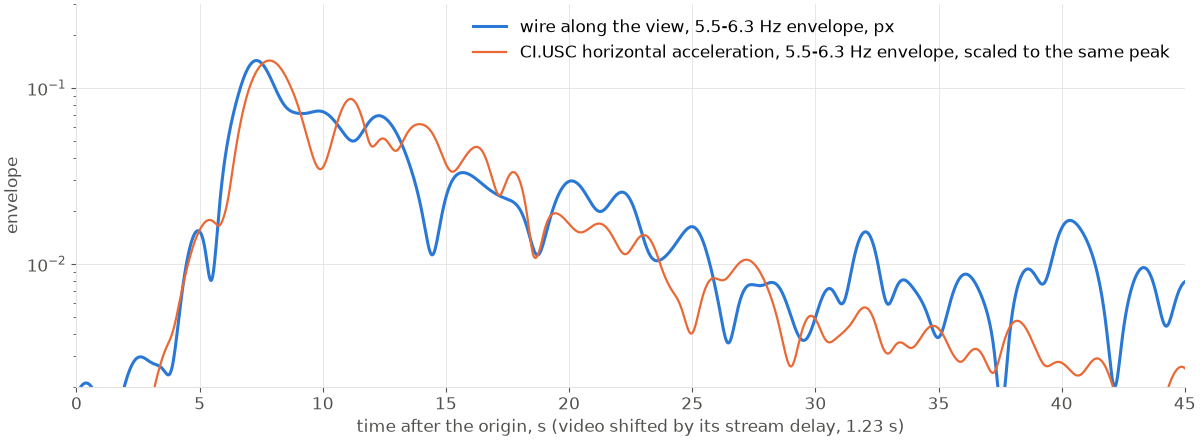 wire along the view, 5.5-6.3 Hz envelope, px
CI.USC horizontal acceleration, 5.5-6.3 Hz envelope, scaled to the same peak
10⁻¹
10⁻²
envelope
0 5 10 15 20 25 30 35 40 45
time after the origin, s (video shifted by its stream delay, 1.23 s)